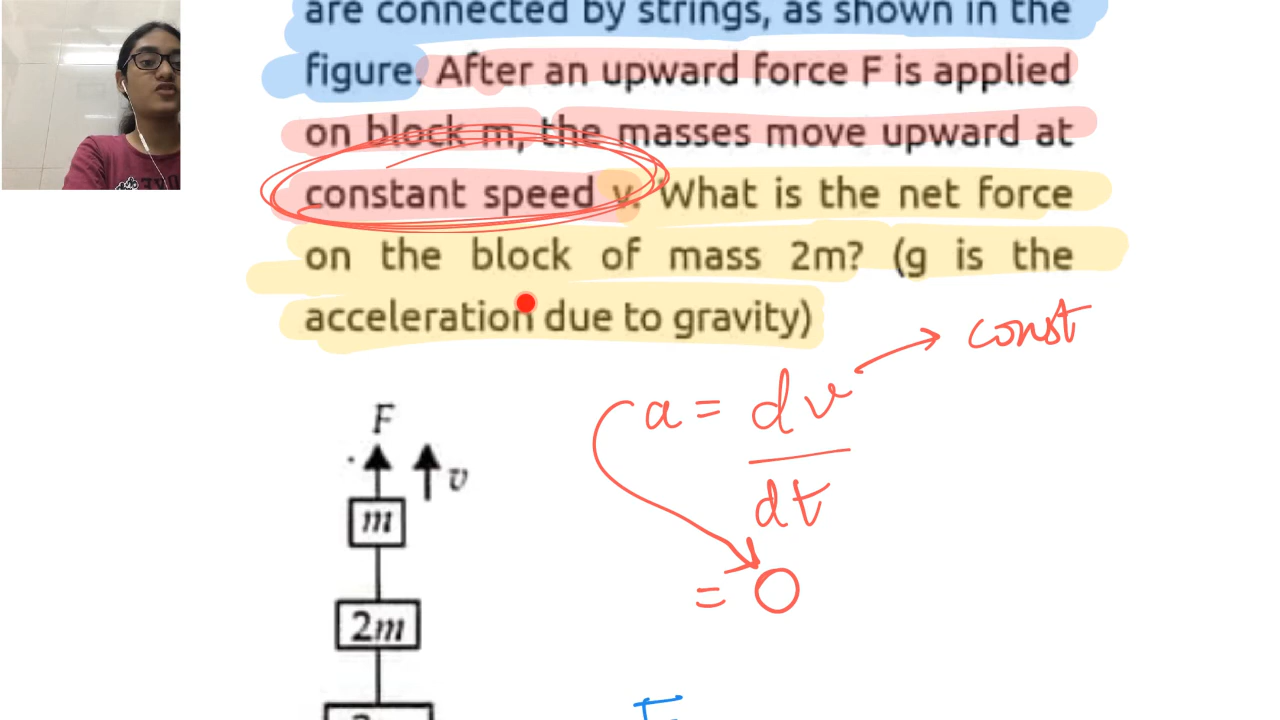 are connected by strings, as shown in the
figure. After an upward force F is applied
on block m, the masses move upward at
constant speed v. What is the net force
on the block of mass 2m? (g is the
acceleration due to gravity)
const
a = dv
dt
= 0
F
v
m
2m